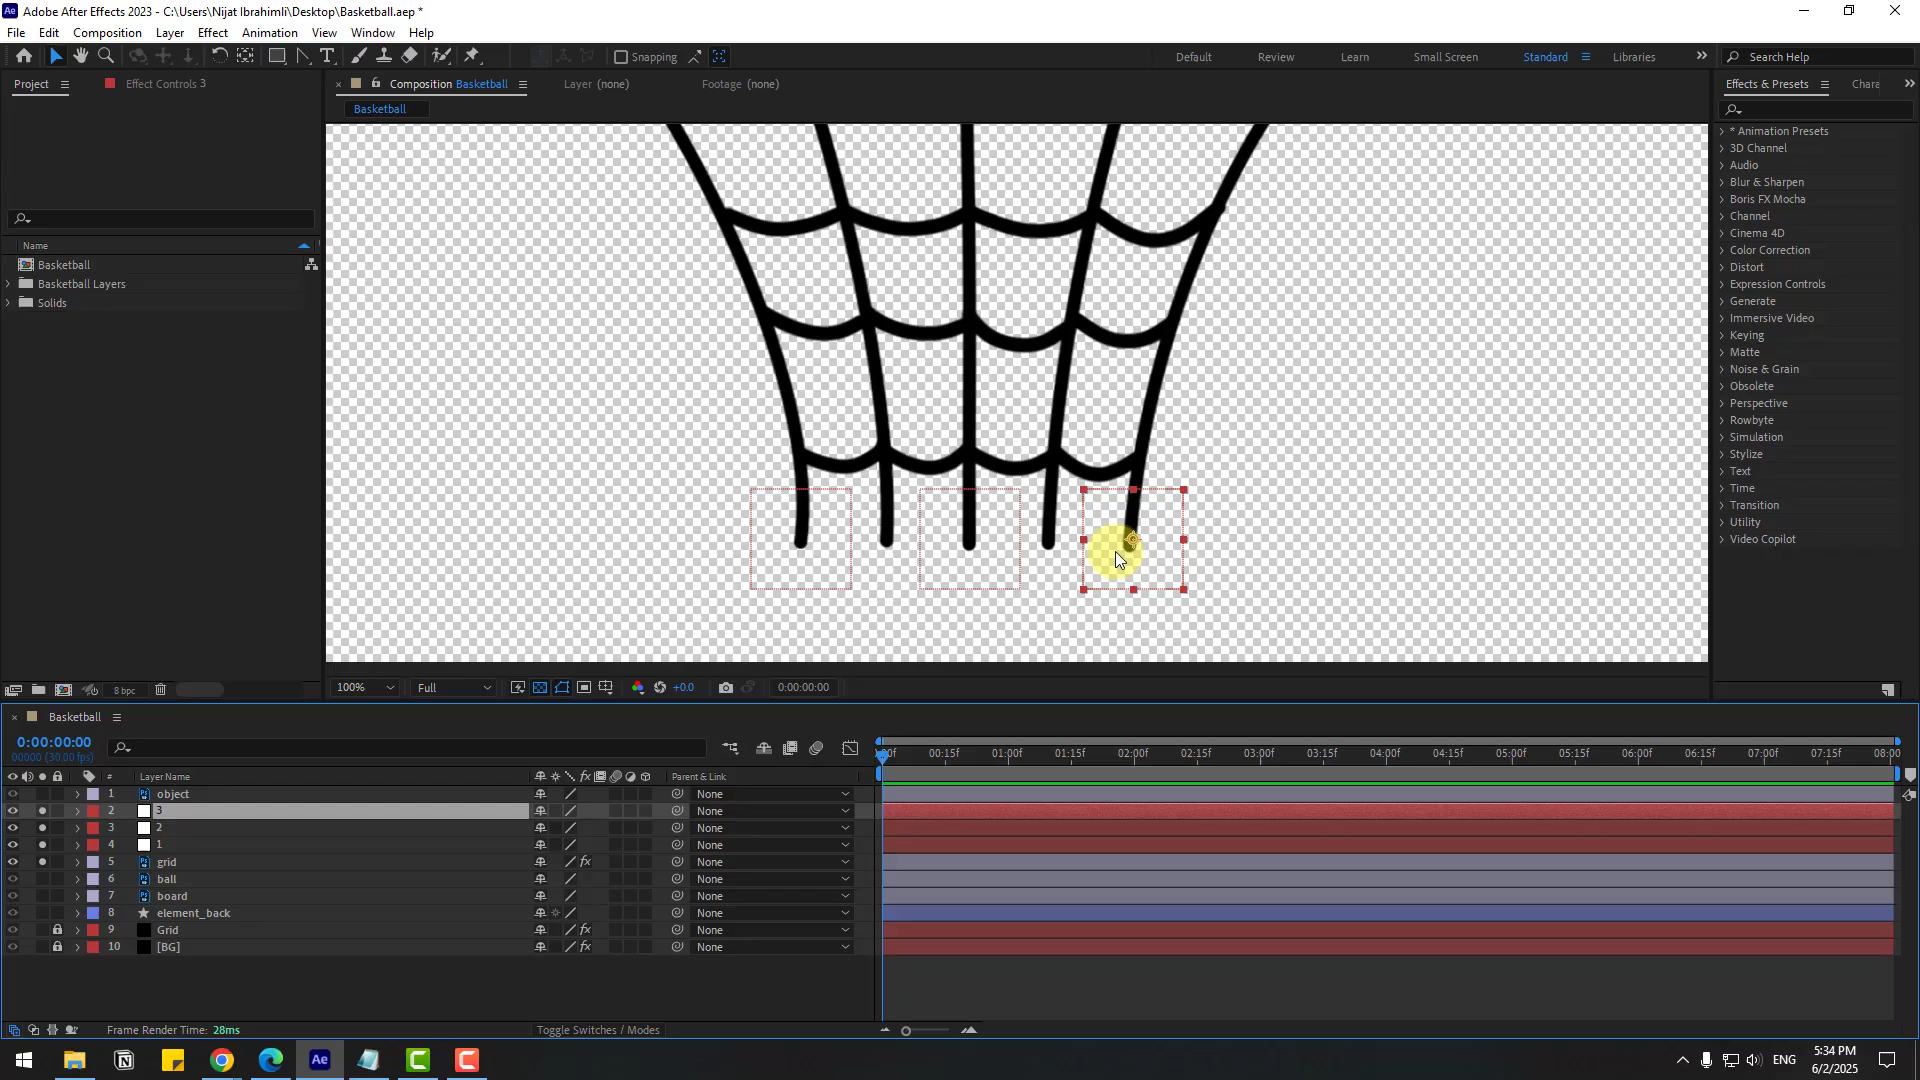 Adobe After Effects 2023 - C:\Users\Nijat Ibrahimli\Desktop\Basketball.aep *
File Edit Composition Layer Effect Animation View Window Help
Snapping Default Review Learn Small Screen Standard Libraries Search Help
Project Effect Controls 3 Composition Basketball Layer (none) Footage (none) Effects & Presets Chara
Basketball
* Animation Presets
3D Channel
Audio
Blur & Sharpen
Boris FX Mocha
Channel
Cinema 4D
Color Correction
Distort
Expression Controls
Generate
Immersive Video
Keying
Matte
Noise & Grain
Obsolete
Perspective
Rowbyte
Simulation
Stylize
Text
Time
Transition
Utility
Video Copilot
Name
Basketball
Basketball Layers
Solids
8 bpc
100% Full +0.0 0:00:00:00
Basketball
0:00:00:00
00000 (30.00 fps)
:00f 00:15f 01:00f 01:15f 02:00f 02:15f 03:00f 03:15f 04:00f 04:15f 05:00f 05:15f 06:00f 06:15f 07:00f 07:15f 08:00
# Layer Name Parent & Link
1 object None
2 3 None
3 2 None
4 1 None
5 grid None
6 ball None
7 board None
8 element_back None
9 Grid None
10 [BG] None
Frame Render Time: 28ms Toggle Switches / Modes
Ae
ENG
5:34 PM
6/2/2025